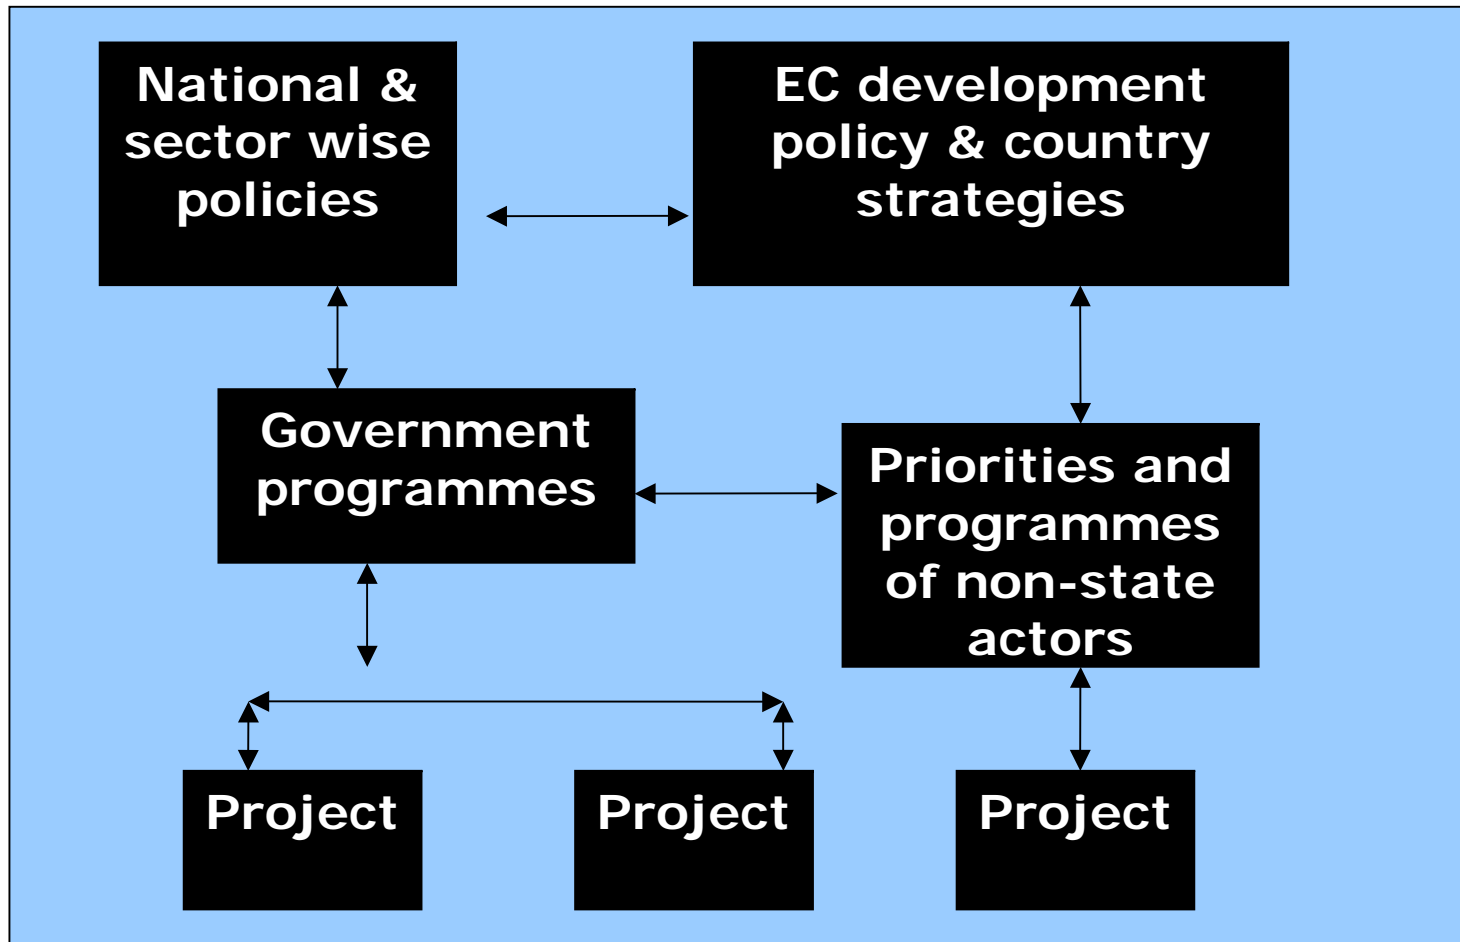 National &
sector wise
policies
EC development
policy & country
strategies
Government
programmes
Priorities and
programmes
of non-state
actors
Project
Project
Project